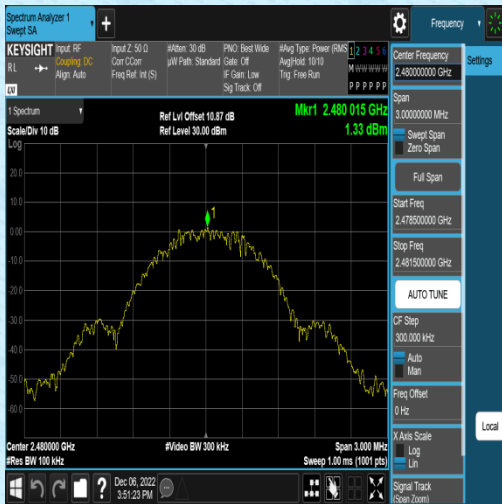 Spectrum Analyzer 1
Swept SA
Frequency
KEYSIGHT
RL
LXI
Input: RF
Coupling: DC
Align: Auto
Input Z: 50 Ω
Corr CCorr
Freq Ref: Int (S)
#Atten: 30 dB
µW Path: Standard
PNO: Best Wide
Gate: Off
IF Gain: Low
Sig Track: Off
#Avg Type: Power (RMS
Avg|Hold: 10/10
Trig: Free Run
1 2 3 4 5 6
M W W W W W
P P P P P P
1 Spectrum
Scale/Div 10 dB
Log
Ref Lvl Offset 10.87 dB
Ref Level 30.00 dBm
Mkr1 2.480 015 GHz
1.33 dBm
20.0
10.0
0.00
-10.0
-20.0
-30.0
-40.0
-50.0
-60.0
1
Center 2.480000 GHz
#Res BW 100 kHz
#Video BW 300 kHz
Span 3.000 MHz
Sweep 1.00 ms (1001 pts)
Dec 06, 2022
3:51:23 PM
Center Frequency
2.480000000 GHz
Span
3.00000000 MHz
Swept Span
Zero Span
Full Span
Start Freq
2.478500000 GHz
Stop Freq
2.481500000 GHz
AUTO TUNE
CF Step
300.000 kHz
Auto
Man
Freq Offset
0 Hz
X Axis Scale
Log
Lin
Signal Track
(Span Zoom)
Settings
Local